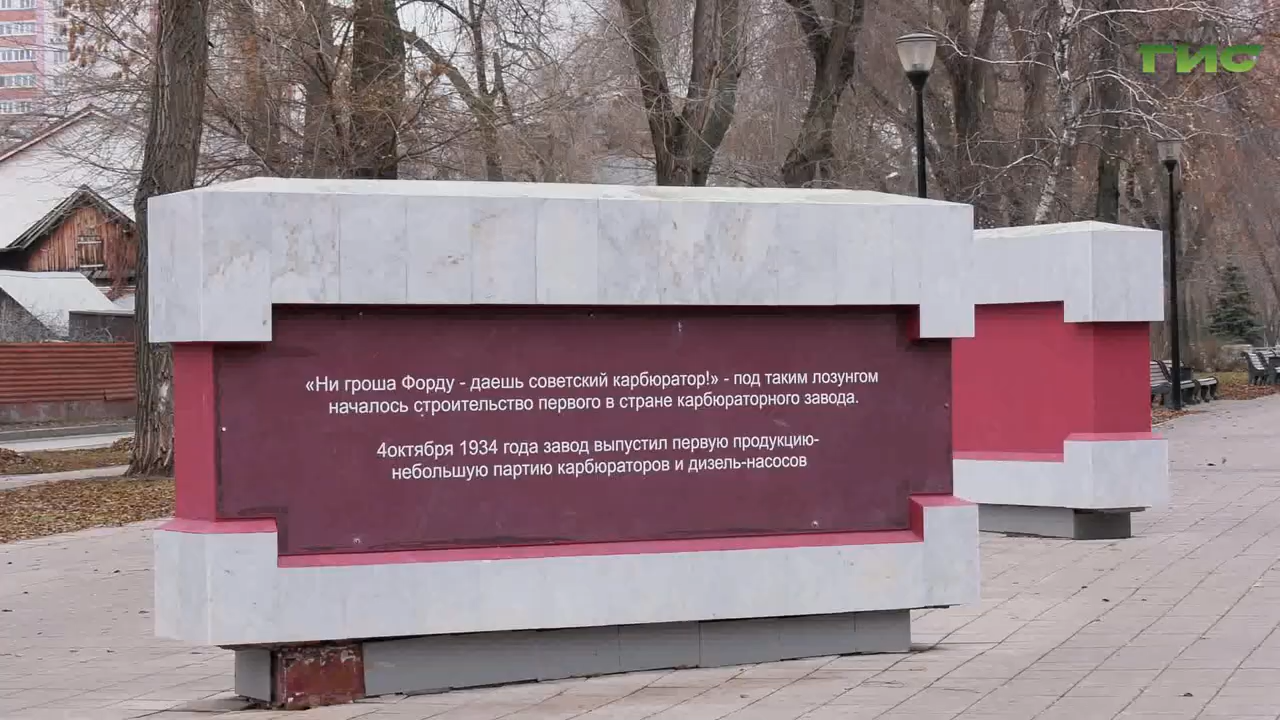 ГИС
«Ни гроша Форду - даешь советский карбюратор!» - под таким лозунгом
началось строительство первого в стране карбюраторного завода.
4октября 1934 года завод выпустил первую продукцию-
небольшую партию карбюраторов и дизель-насосов